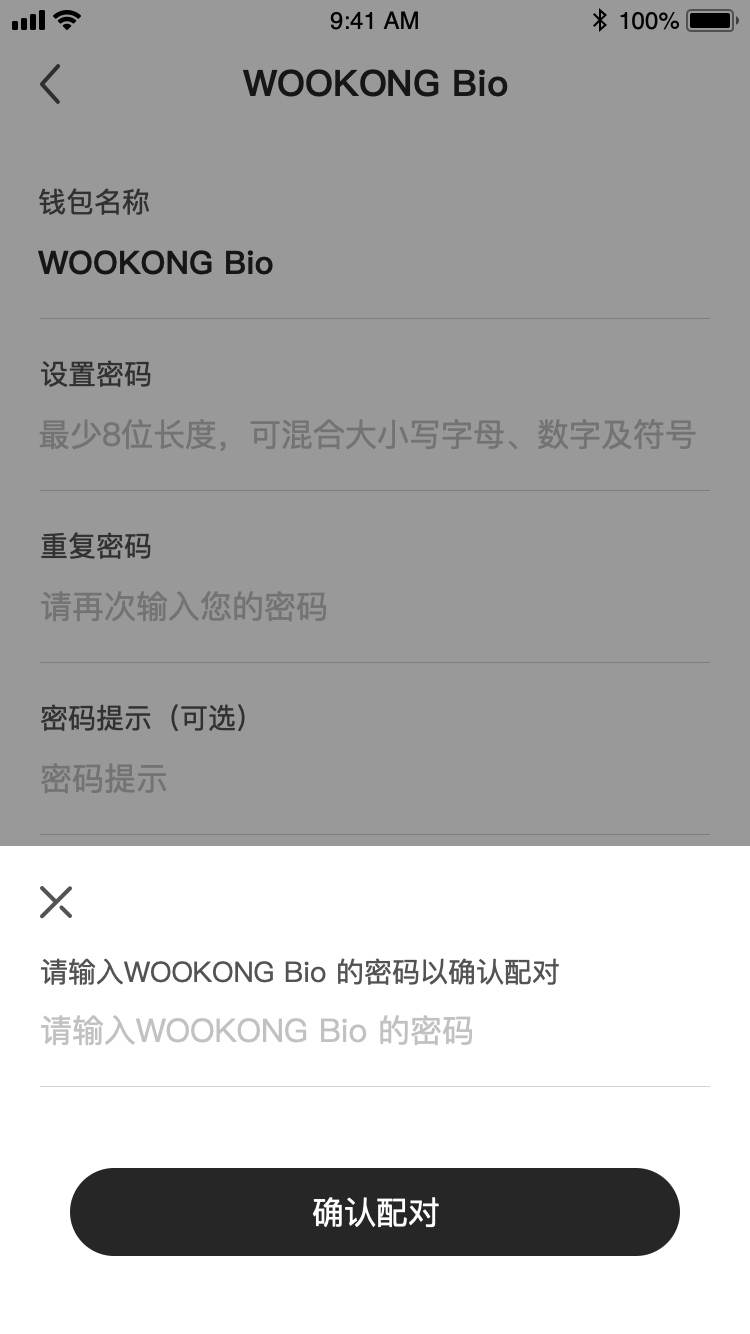 9:41 AM 100%
WOOKONG Bio
钱包名称
WOOKONG Bio
设置密码
最少8位长度，可混合大小写字母、数字及符号
重复密码
请再次输入您的密码
密码提示（可选）
密码提示
请输入WOOKONG Bio 的密码以确认配对
请输入WOOKONG Bio 的密码
确认配对